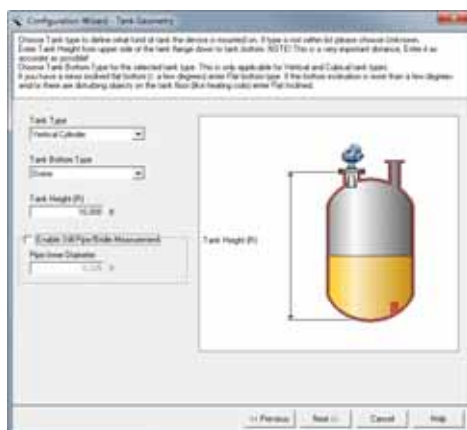 Configuration Wizard - Tank Geometry
Choose Tank type to define what kind of tank the device is mounted on. If type is not within list please choose Unknown.
Enter Tank Height from upper side of the tank flange down to tank bottom. NOTE! This is a very important distance. Enter it as
accurate as possible!
Choose Tank Bottom Type for the selected tank type. This is only applicable for Vertical and Cubical tank types.
If you have a minor inclined flat bottom (< a few degrees) enter Flat bottom type. If the bottom inclination is more than a few degrees
and/or there are disturbing objects on the tank floor (like heating coils) enter Flat Inclined.
Tank Type
Vertical Cylinder
Tank Bottom Type
Dome
Tank Height (R)
ft
Enable Still Pipe/Bridle Measurement
Pipe Inner Diameter
ft
Tank Height (R)
<< Previous
Next >>
Cancel
Help